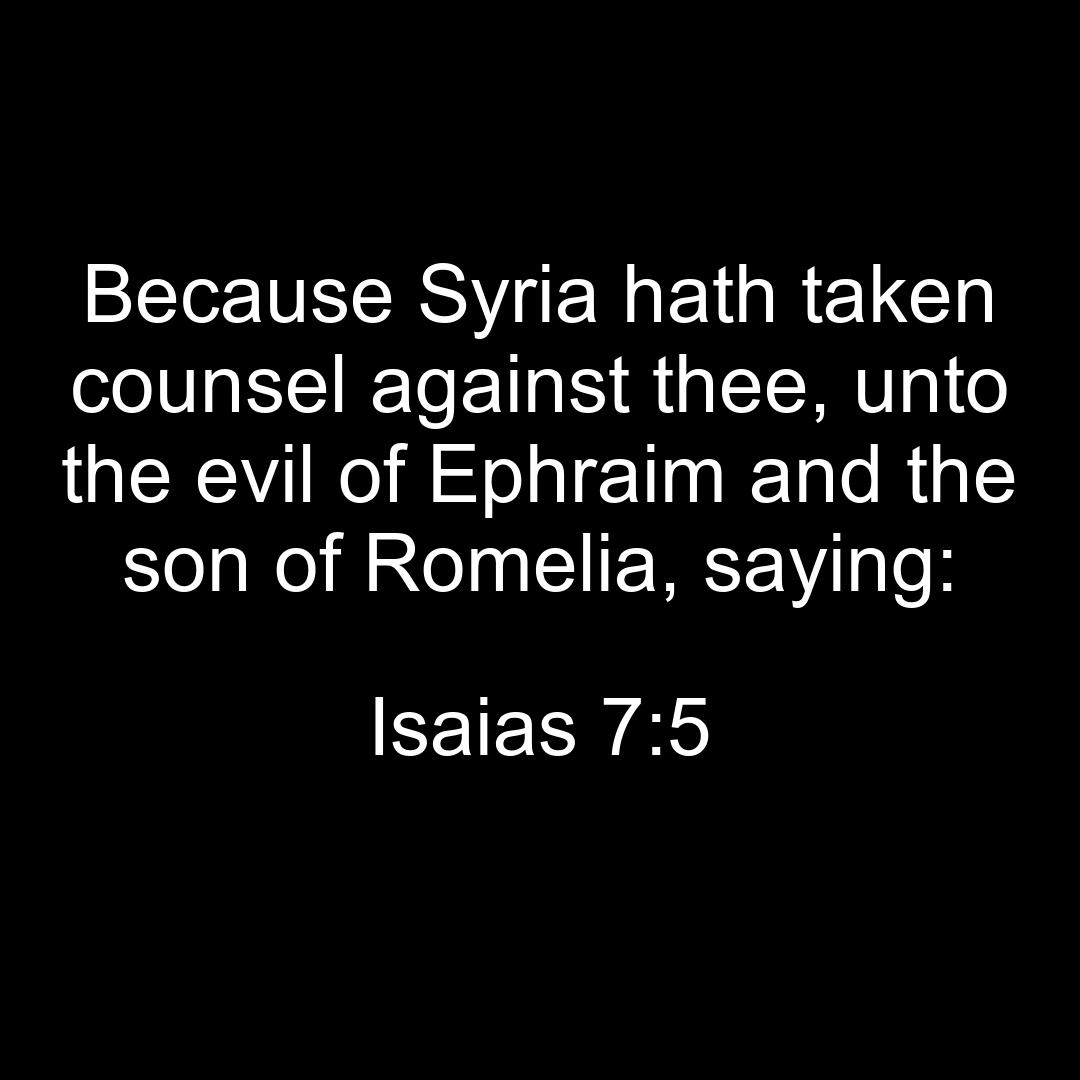 Because Syria hath taken
counsel against thee, unto
the evil of Ephraim and the
son of Romelia, saying:
Isaias 7:5